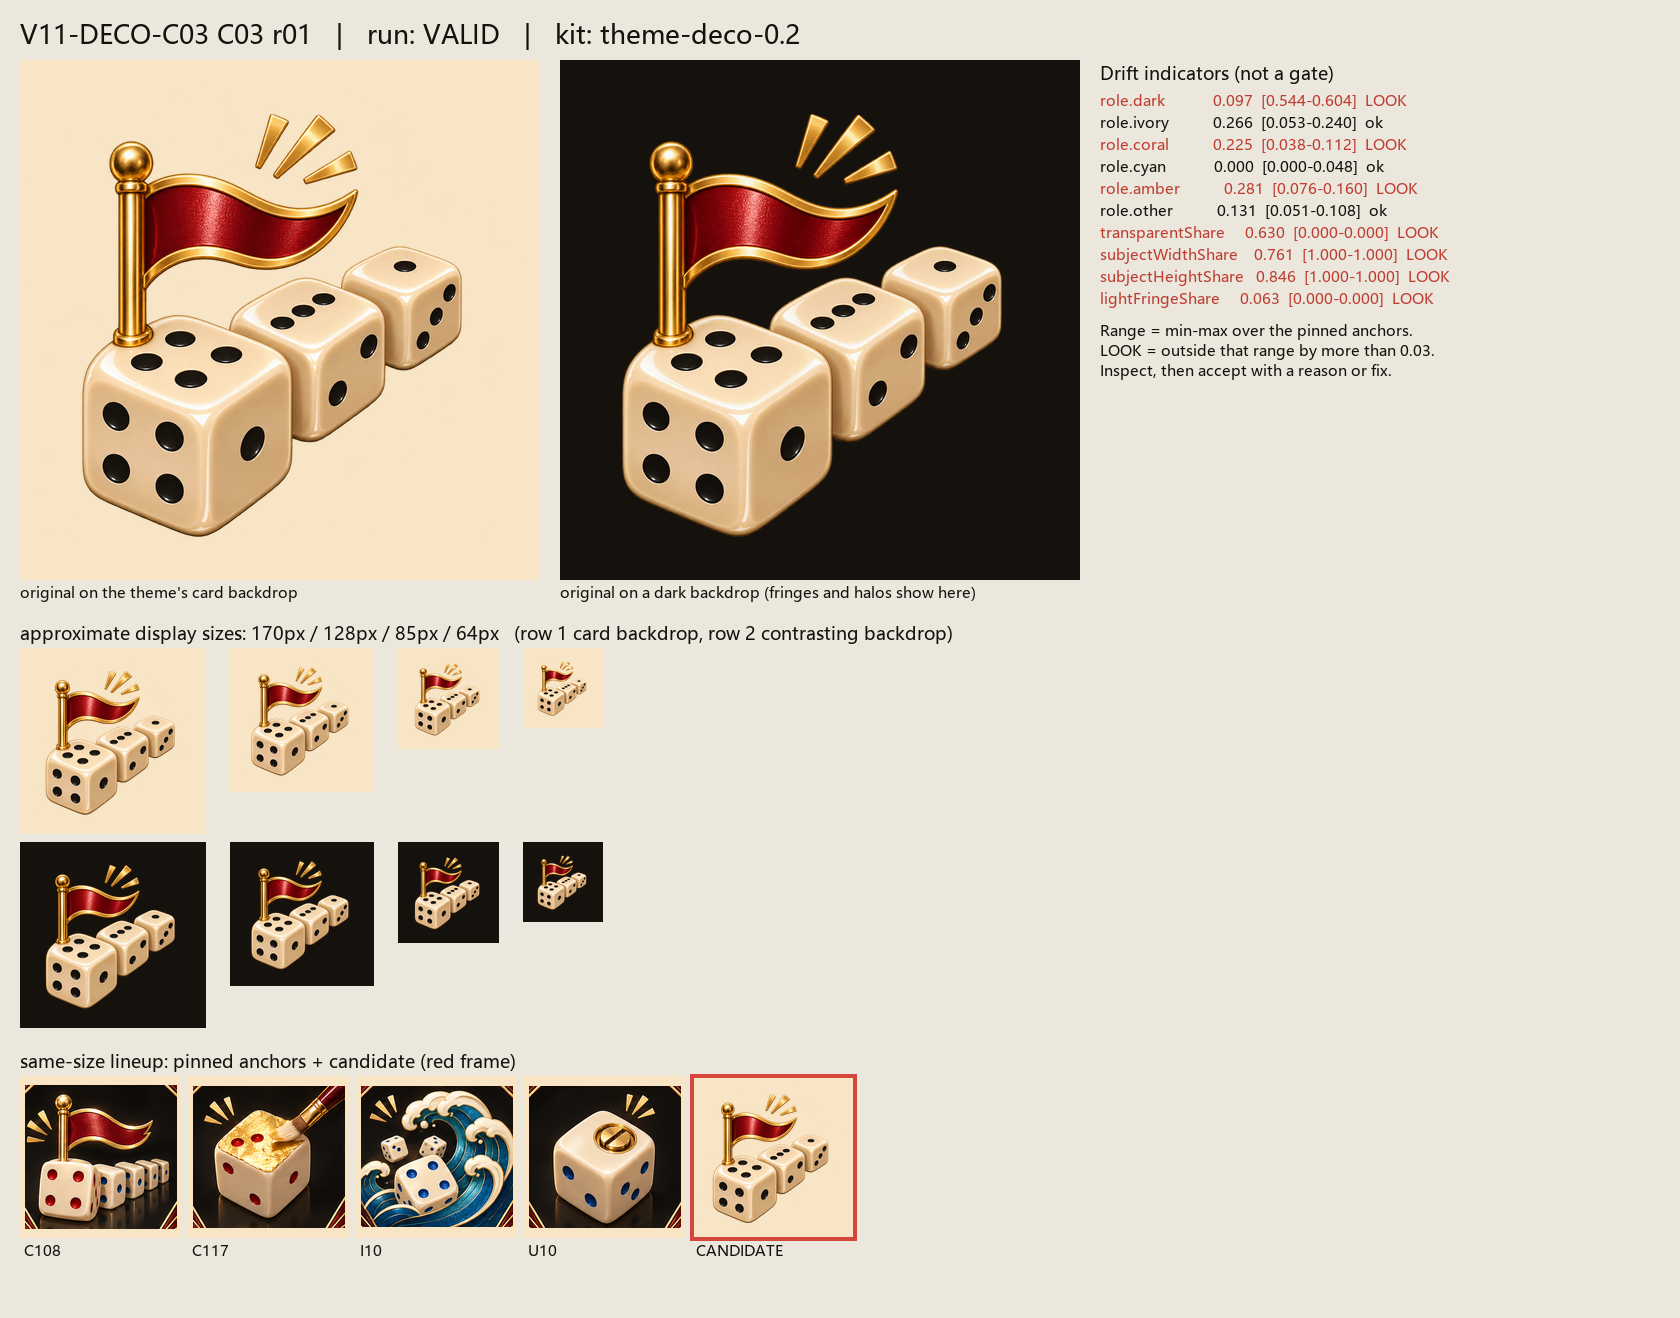 V11-DECO-C03 C03 r01 | run: VALID | kit: theme-deco-0.2
Drift indicators (not a gate)
role.dark 0.097 [0.544-0.604] LOOK
role.ivory 0.266 [0.053-0.240] ok
role.coral 0.225 [0.038-0.112] LOOK
role.cyan 0.000 [0.000-0.048] ok
role.amber 0.281 [0.076-0.160] LOOK
role.other 0.131 [0.051-0.108] ok
transparentShare 0.630 [0.000-0.000] LOOK
subjectWidthShare 0.761 [1.000-1.000] LOOK
subjectHeightShare 0.846 [1.000-1.000] LOOK
lightFringeShare 0.063 [0.000-0.000] LOOK
Range = min-max over the pinned anchors.
LOOK = outside that range by more than 0.03.
Inspect, then accept with a reason or fix.
original on the theme's card backdrop
original on a dark backdrop (fringes and halos show here)
approximate display sizes: 170px / 128px / 85px / 64px (row 1 card backdrop, row 2 contrasting backdrop)
same-size lineup: pinned anchors + candidate (red frame)
C108
C117
I10
U10
CANDIDATE